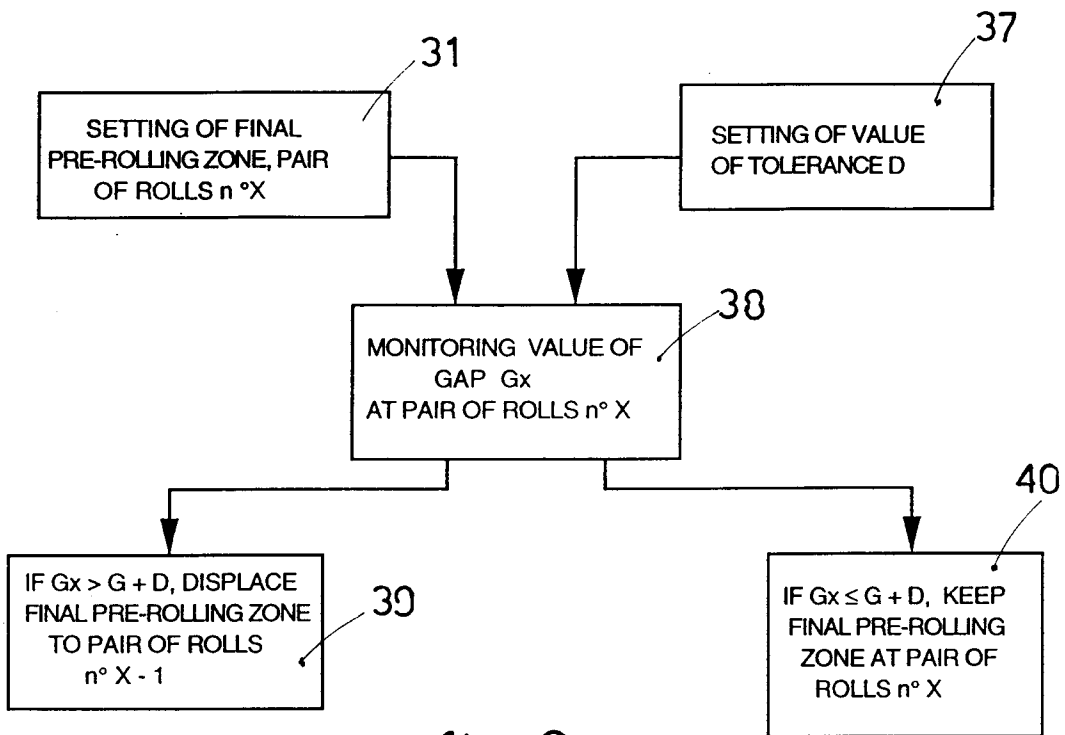 31
37
SETTING OF FINAL
PRE-ROLLING ZONE, PAIR
OF ROLLS n °X
SETTING OF VALUE
OF TOLERANCE D
38
MONITORING VALUE OF
GAP Gx
AT PAIR OF ROLLS n° X
40
IF Gx > G + D, DISPLACE
FINAL PRE-ROLLING ZONE
TO PAIR OF ROLLS
n° X - 1
39
IF Gx ≤ G + D, KEEP
FINAL PRE-ROLLING
ZONE AT PAIR OF
ROLLS n° X